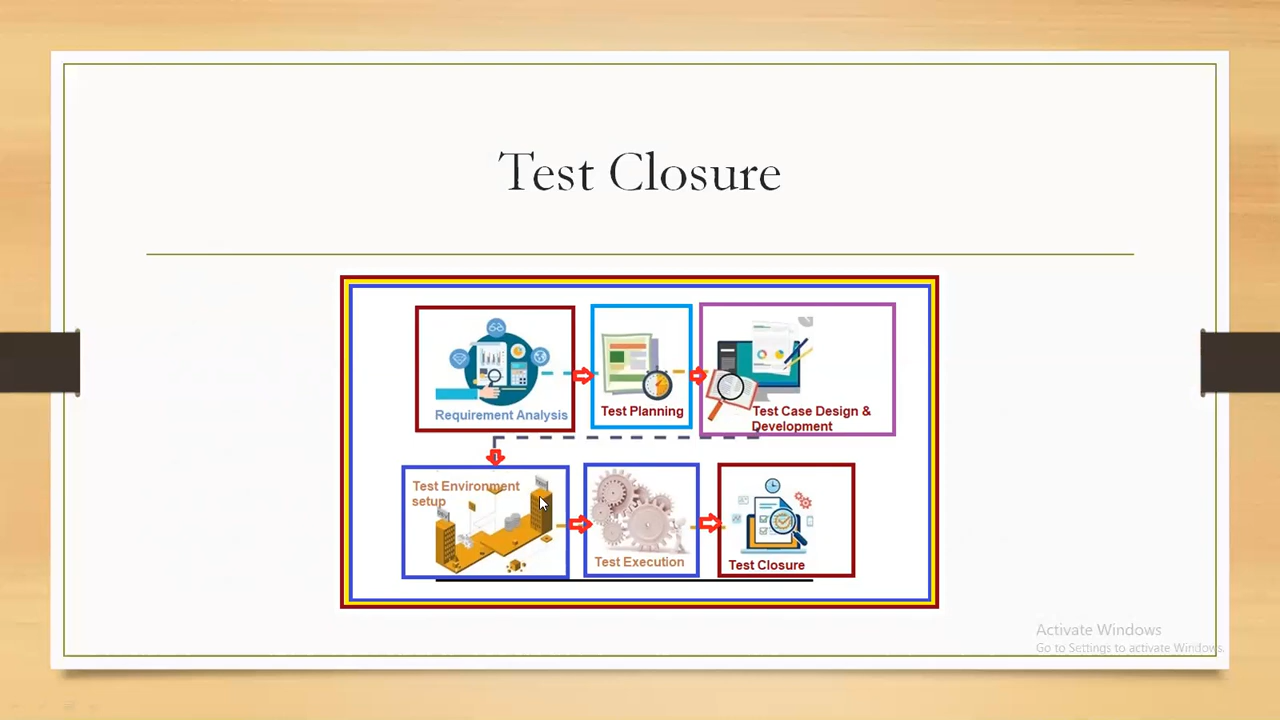 Test Closure
Requirement Analysis
Test Planning
Test Case Design &
Development
Test Environment
setup
Test Execution
Test Closure
Activate Windows
Go to Settings to activate Windows.